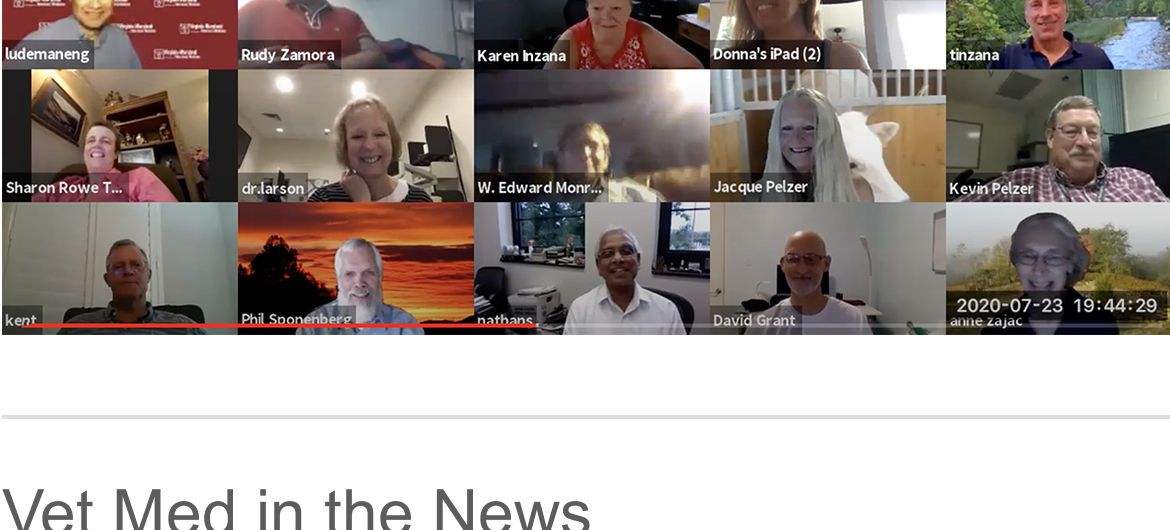 ludemaneng
Rudy Zamora
Karen Inzana
Donna's iPad (2)
tinzana
Sharon Rowe T...
dr.larson
W. Edward Monr...
Jacque Pelzer
Kevin Pelzer
kent
Phil Sponenberg
nathans
David Grant
2020-07-23 19:44:29
anne zajac
Vet Med in the News